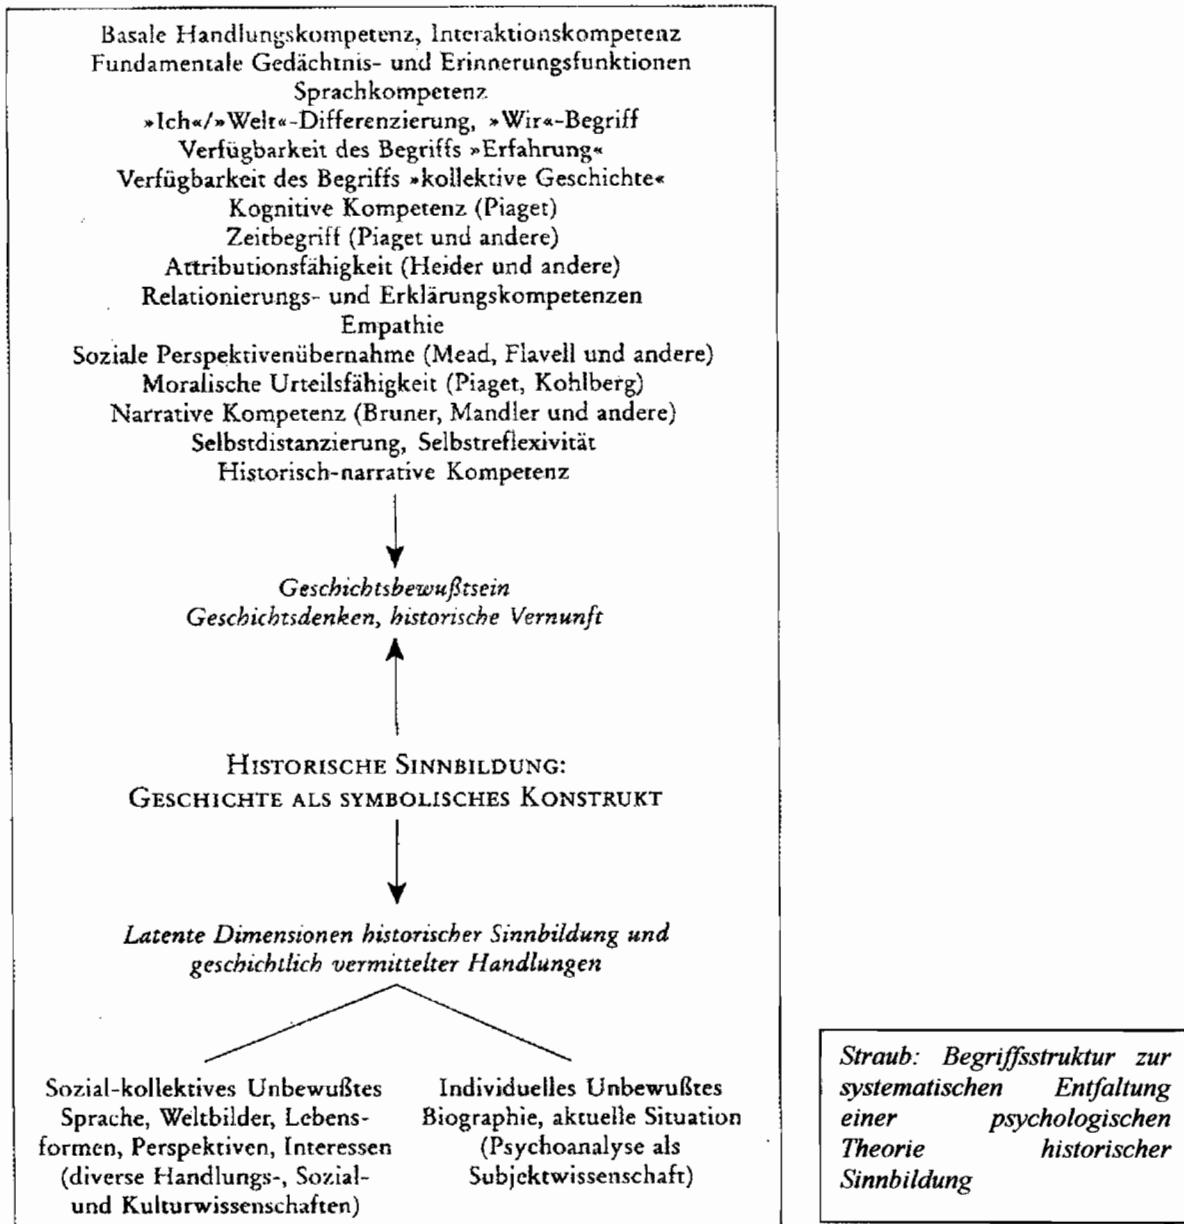 Basale Handlungskompetenz, Interaktionskompetenz
Fundamentale Gedächtnis- und Erinnerungsfunktionen
Sprachkompetenz
»Ich«/»Welt«-Differenzierung, »Wir«-Begriff
Verfügbarkeit des Begriffs »Erfahrung«
Verfügbarkeit des Begriffs »kollektive Geschichte«
Kognitive Kompetenz (Piaget)
Zeitbegriff (Piaget und andere)
Attributionsfähigkeit (Heider und andere)
Relationierungs- und Erklärungskompetenzen
Empathie
Soziale Perspektivenübernahme (Mead, Flavell und andere)
Moralische Urteilsfähigkeit (Piaget, Kohlberg)
Narrative Kompetenz (Bruner, Mandler und andere)
Selbstdistanzierung, Selbstreflexivität
Historisch-narrative Kompetenz
Geschichtsbewußtsein
Geschichtsdenken, historische Vernunft
HISTORISCHE SINNBILDUNG:
GESCHICHTE ALS SYMBOLISCHES KONSTRUKT
Latente Dimensionen historischer Sinnbildung und
geschichtlich vermittelter Handlungen
Sozial-kollektives Unbewußtes
Sprache, Weltbilder, Lebens-
formen, Perspektiven, Interessen
(diverse Handlungs-, Sozial-
und Kulturwissenschaften)
Individuelles Unbewußtes
Biographie, aktuelle Situation
(Psychoanalyse als
Subjektwissenschaft)
Straub: Begriffsstruktur zur
systematischen Entfaltung
einer psychologischen
Theorie historischer
Sinnbildung